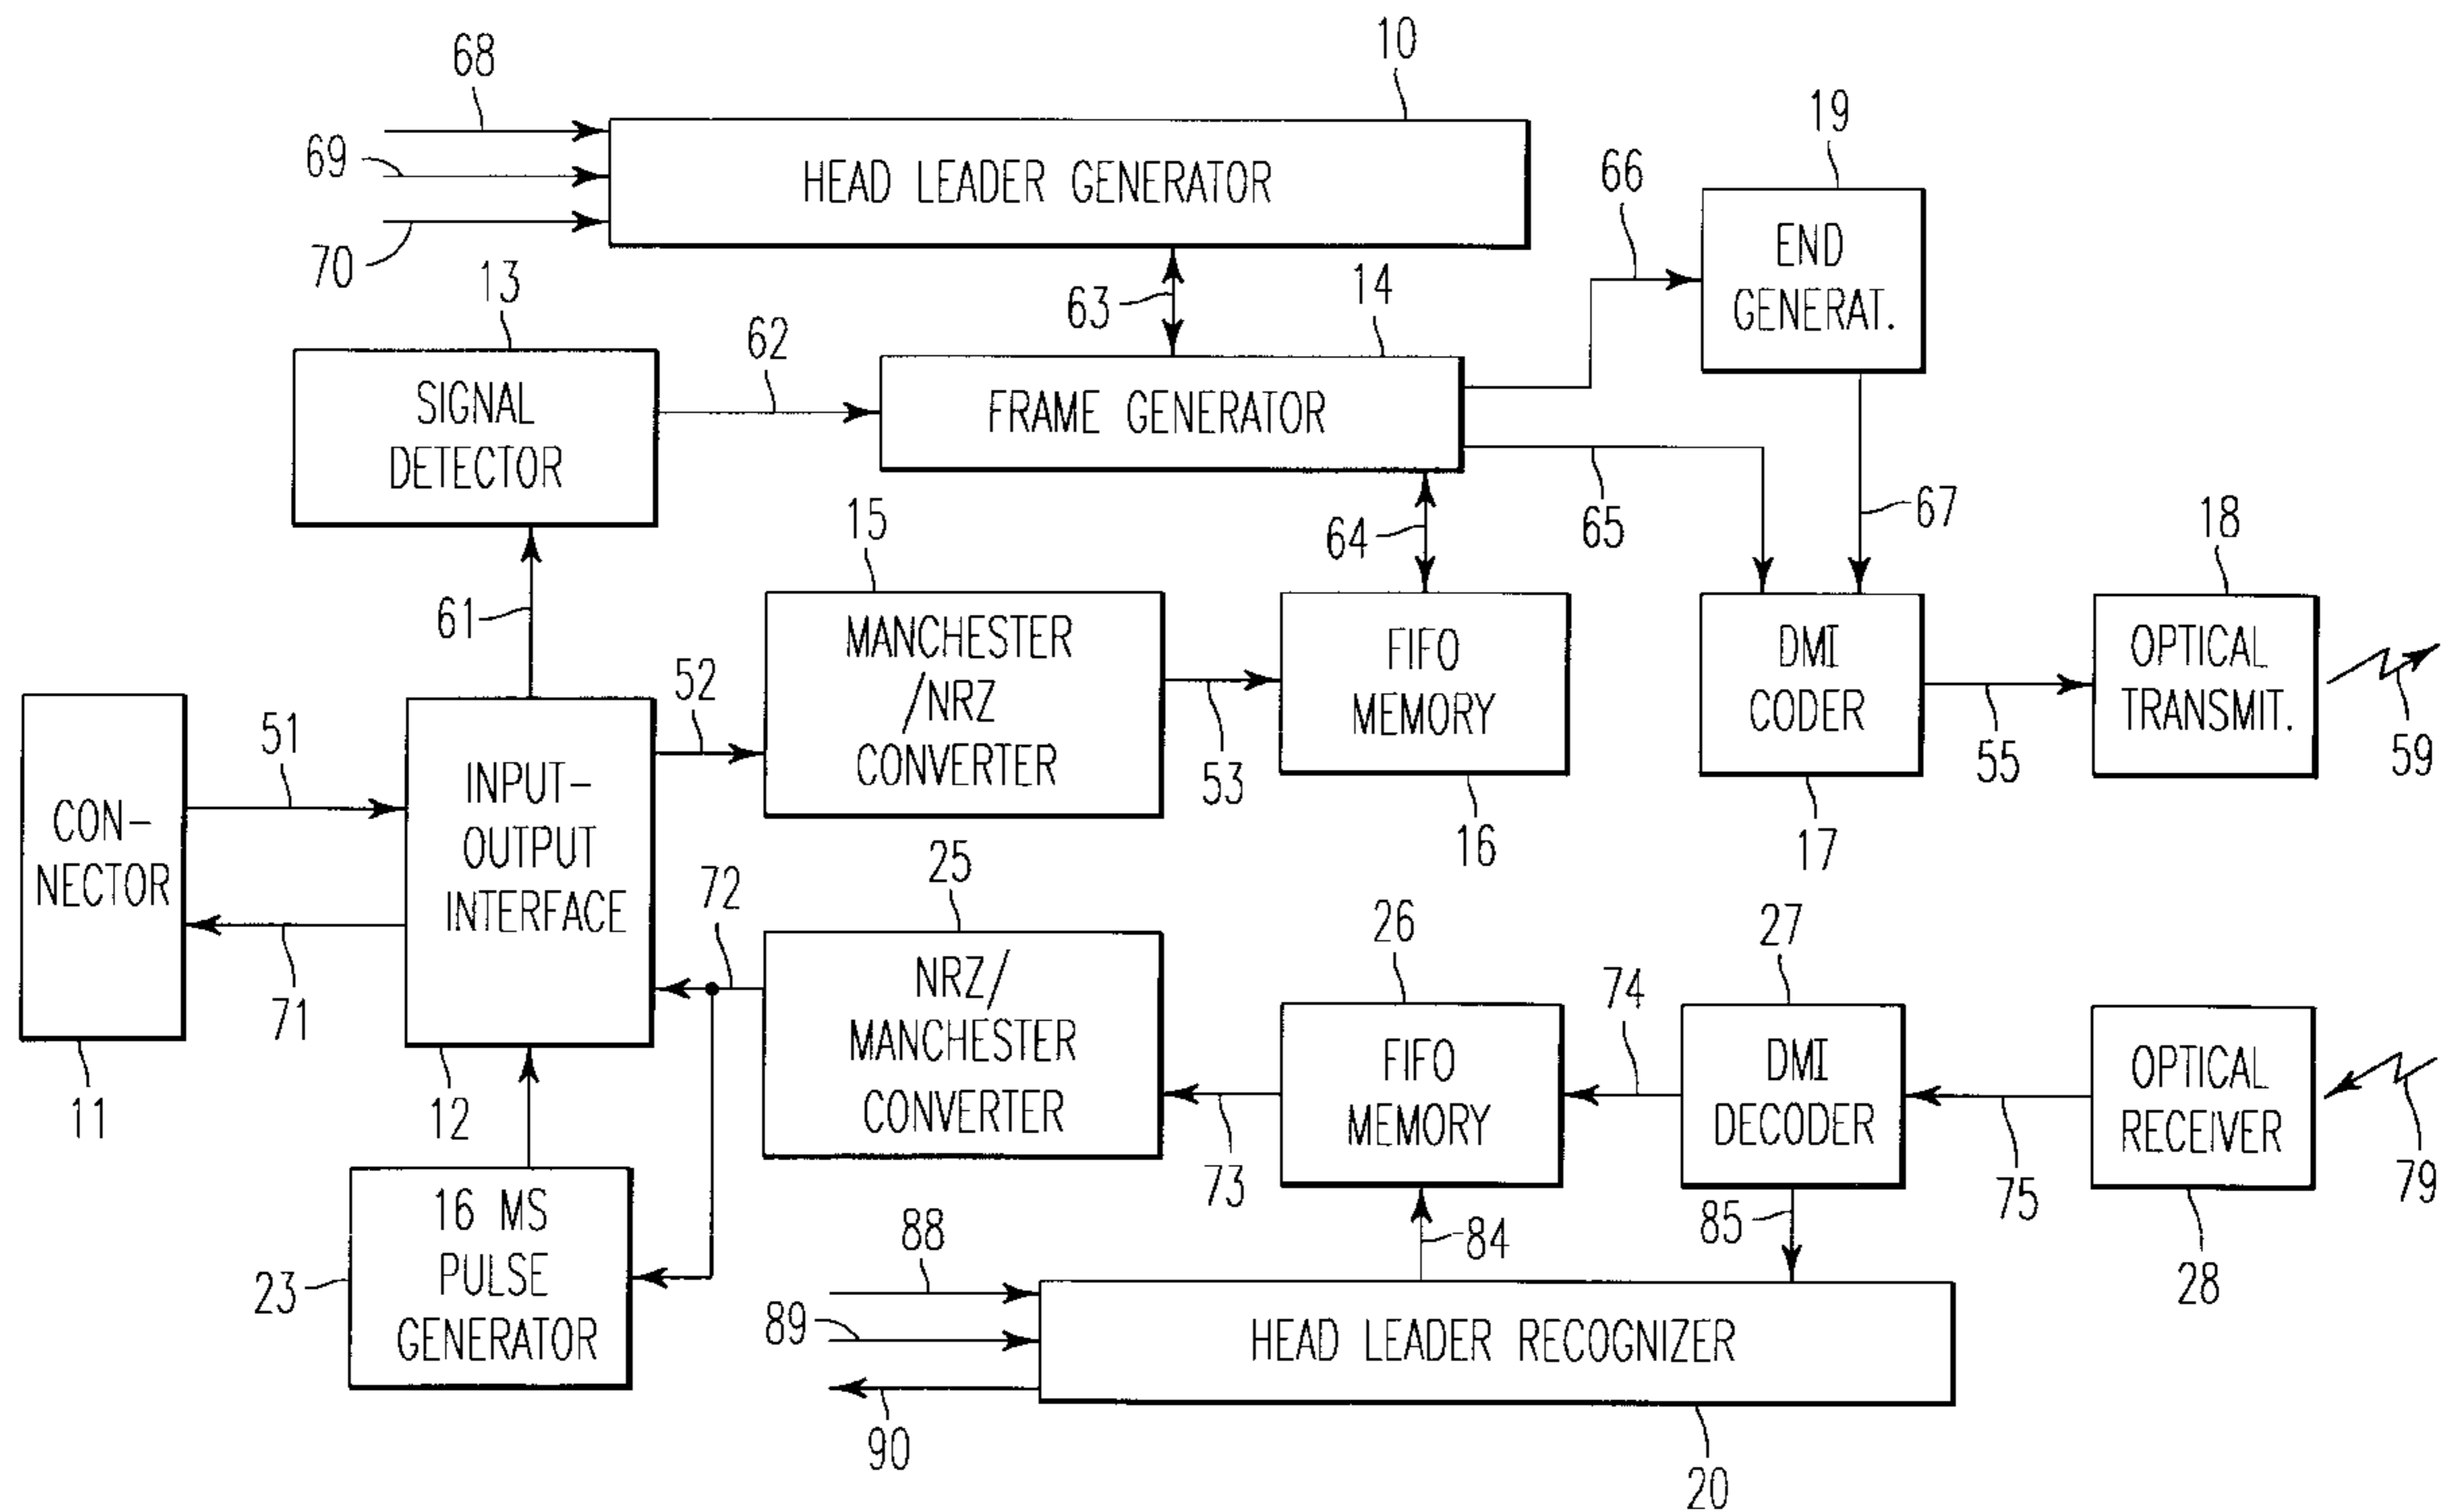 68
10
69
HEAD LEADER GENERATOR
70
19
66
END
GENERAT.
13
63
14
62
SIGNAL
DETECTOR
FRAME GENERATOR
15
64
65
67
18
61
MANCHESTER
/NRZ
CONVERTER
FIFO
MEMORY
DMI
CODER
OPTICAL
TRANSMIT.
52
53
55
59
51
CON-
NECTOR
INPUT-
OUTPUT
INTERFACE
16
17
71
72
25
26
27
11
12
NRZ/
MANCHESTER
CONVERTER
74
FIFO
MEMORY
DMI
DECODER
OPTICAL
RECEIVER
73
75
79
16 MS
PULSE
GENERATOR
23
88
84
85
28
89
HEAD LEADER RECOGNIZER
90
20